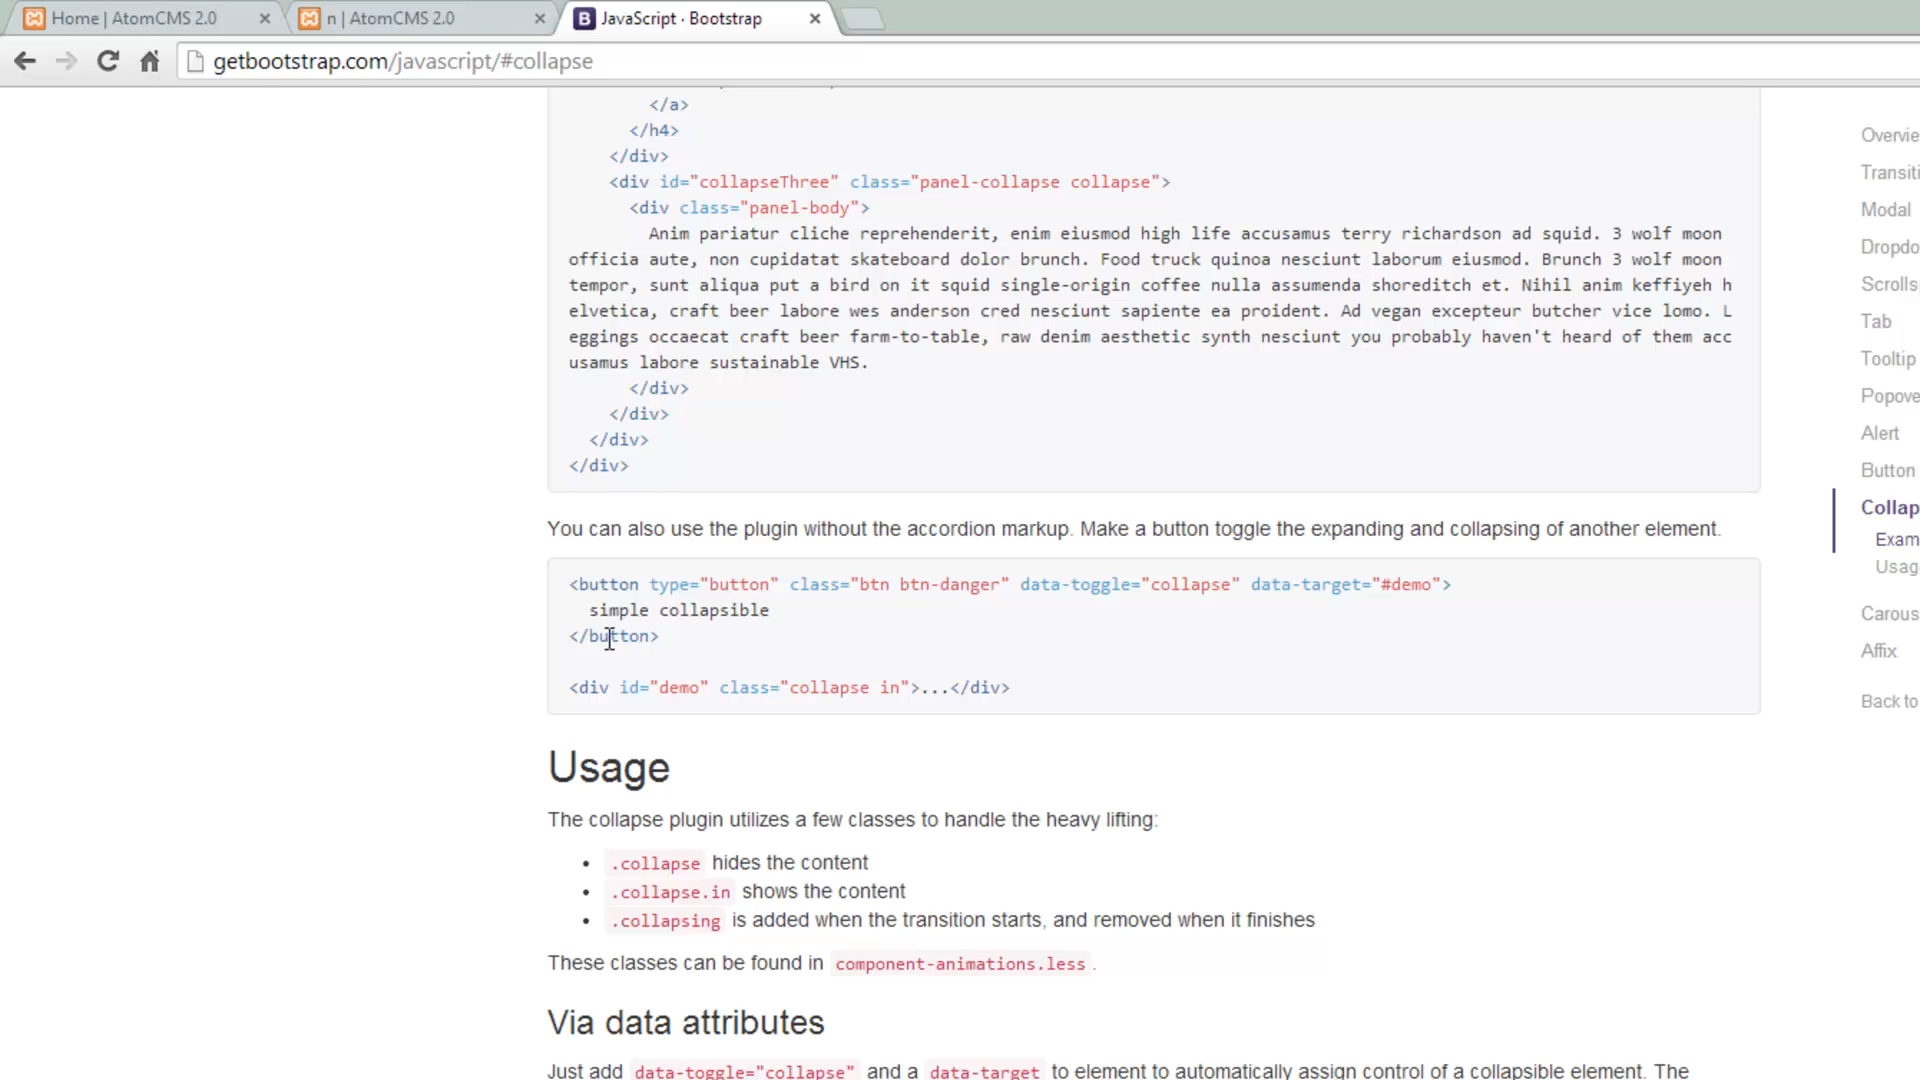 Home | AtomCMS 2.0
n | AtomCMS 2.0
JavaScript · Bootstrap
getbootstrap.com/javascript/#collapse
</a>
</h4>
</div>
<div id="collapseThree" class="panel-collapse collapse">
<div class="panel-body">
Anim pariatur cliche reprehenderit, enim eiusmod high life accusamus terry richardson ad squid. 3 wolf moon
officia aute, non cupidatat skateboard dolor brunch. Food truck quinoa nesciunt laborum eiusmod. Brunch 3 wolf moon
tempor, sunt aliqua put a bird on it squid single-origin coffee nulla assumenda shoreditch et. Nihil anim keffiyeh h
elvetica, craft beer labore wes anderson cred nesciunt sapiente ea proident. Ad vegan excepteur butcher vice lomo. L
eggings occaecat craft beer farm-to-table, raw denim aesthetic synth nesciunt you probably haven't heard of them acc
usamus labore sustainable VHS.
</div>
</div>
</div>
</div>
You can also use the plugin without the accordion markup. Make a button toggle the expanding and collapsing of another element.
<button type="button" class="btn btn-danger" data-toggle="collapse" data-target="#demo">
simple collapsible
</button>
<div id="demo" class="collapse in">...</div>
Usage
The collapse plugin utilizes a few classes to handle the heavy lifting:
• .collapse hides the content
• .collapse.in shows the content
• .collapsing is added when the transition starts, and removed when it finishes
These classes can be found in component-animations.less .
Via data attributes
Just add data-toggle="collapse" and a data-target to element to automatically assign control of a collapsible element. The
Overvie
Transiti
Modal
Dropdo
Scrolls
Tab
Tooltip
Popove
Alert
Button
Collap
Exam
Usag
Carous
Affix
Back to